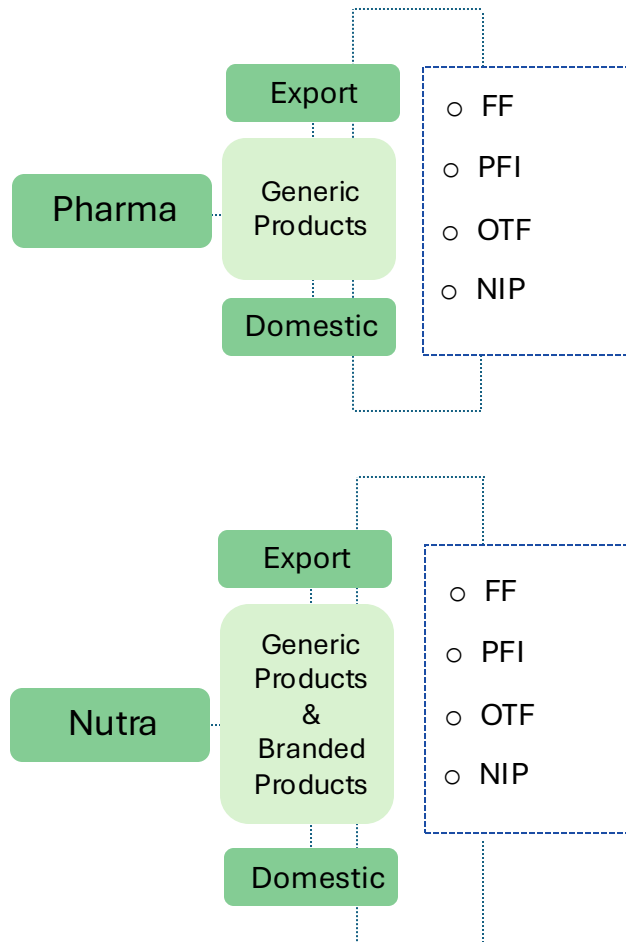 Export
Pharma
Generic
Products
Domestic
○ FF
○ PFI
○ OTF
○ NIP
Export
Nutra
Generic
Products
&
Branded
Products
Domestic
○ FF
○ PFI
○ OTF
○ NIP